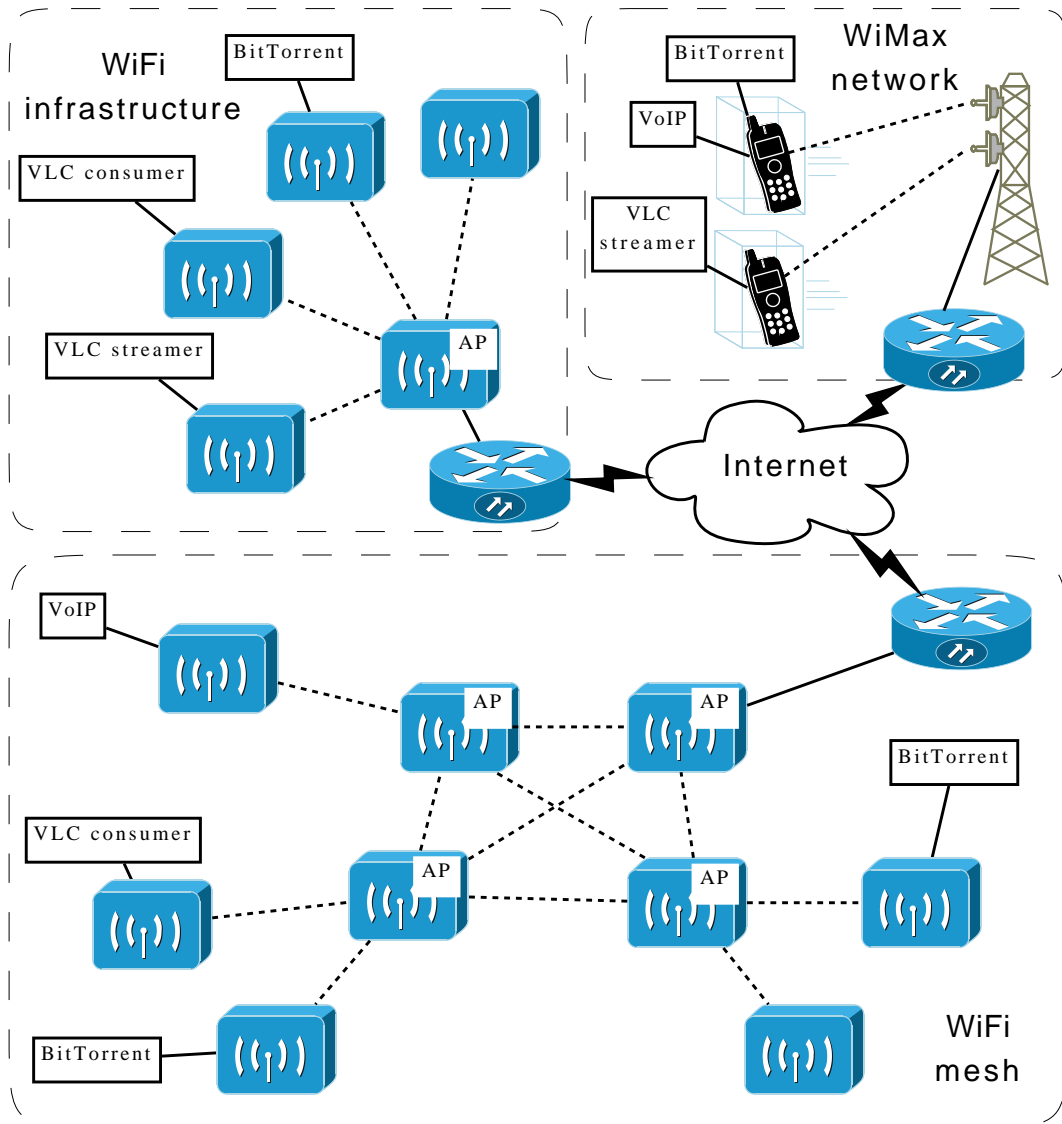 WiFi
infrastructure
BitTorrent
VLC consumer
VLC streamer
AP
WiMax
network
BitTorrent
VoIP
VLC
streamer
Internet
VoIP
AP
AP
BitTorrent
VLC consumer
AP
AP
BitTorrent
WiFi
mesh